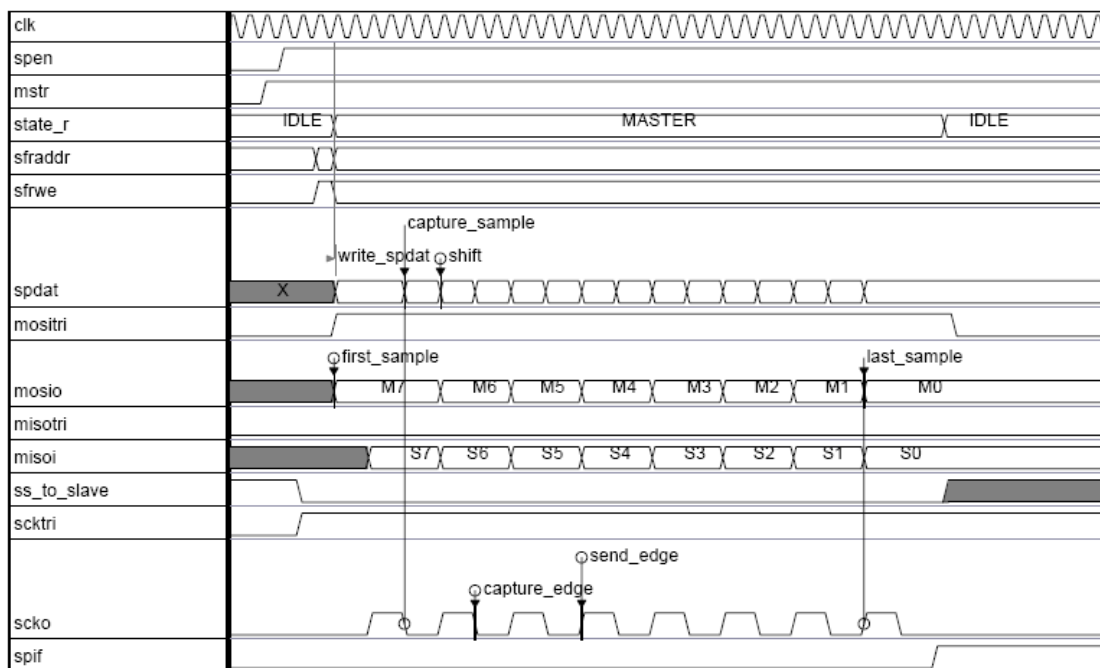 clk
spen
mstr
state_r IDLE MASTER IDLE
sfraddr
sfrwe
capture_sample
write_spdat shift
spdat X
mositri
first_sample last_sample
mosio M7 M6 M5 M4 M3 M2 M1 M0
misotri
misoi S7 S6 S5 S4 S3 S2 S1 S0
ss_to_slave
scktri
send_edge
capture_edge
scko
spif